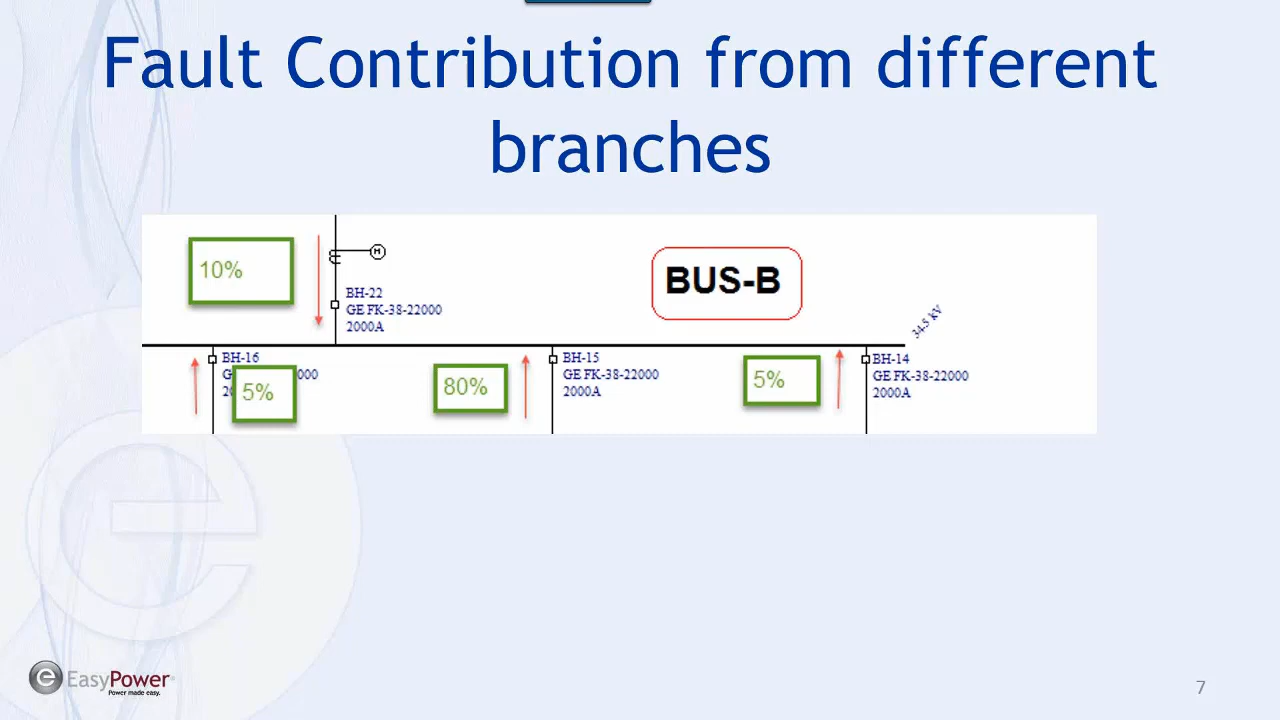 Fault Contribution from different
branches
10%
M
BH-22
GE FK-38-22000
2000A
BUS-B
34.5 KV
BH-16
G 000
2
5%
80%
BH-15
GE FK-38-22000
2000A
5%
BH-14
GE FK-38-22000
2000A
e EasyPower
Power made easy.
7